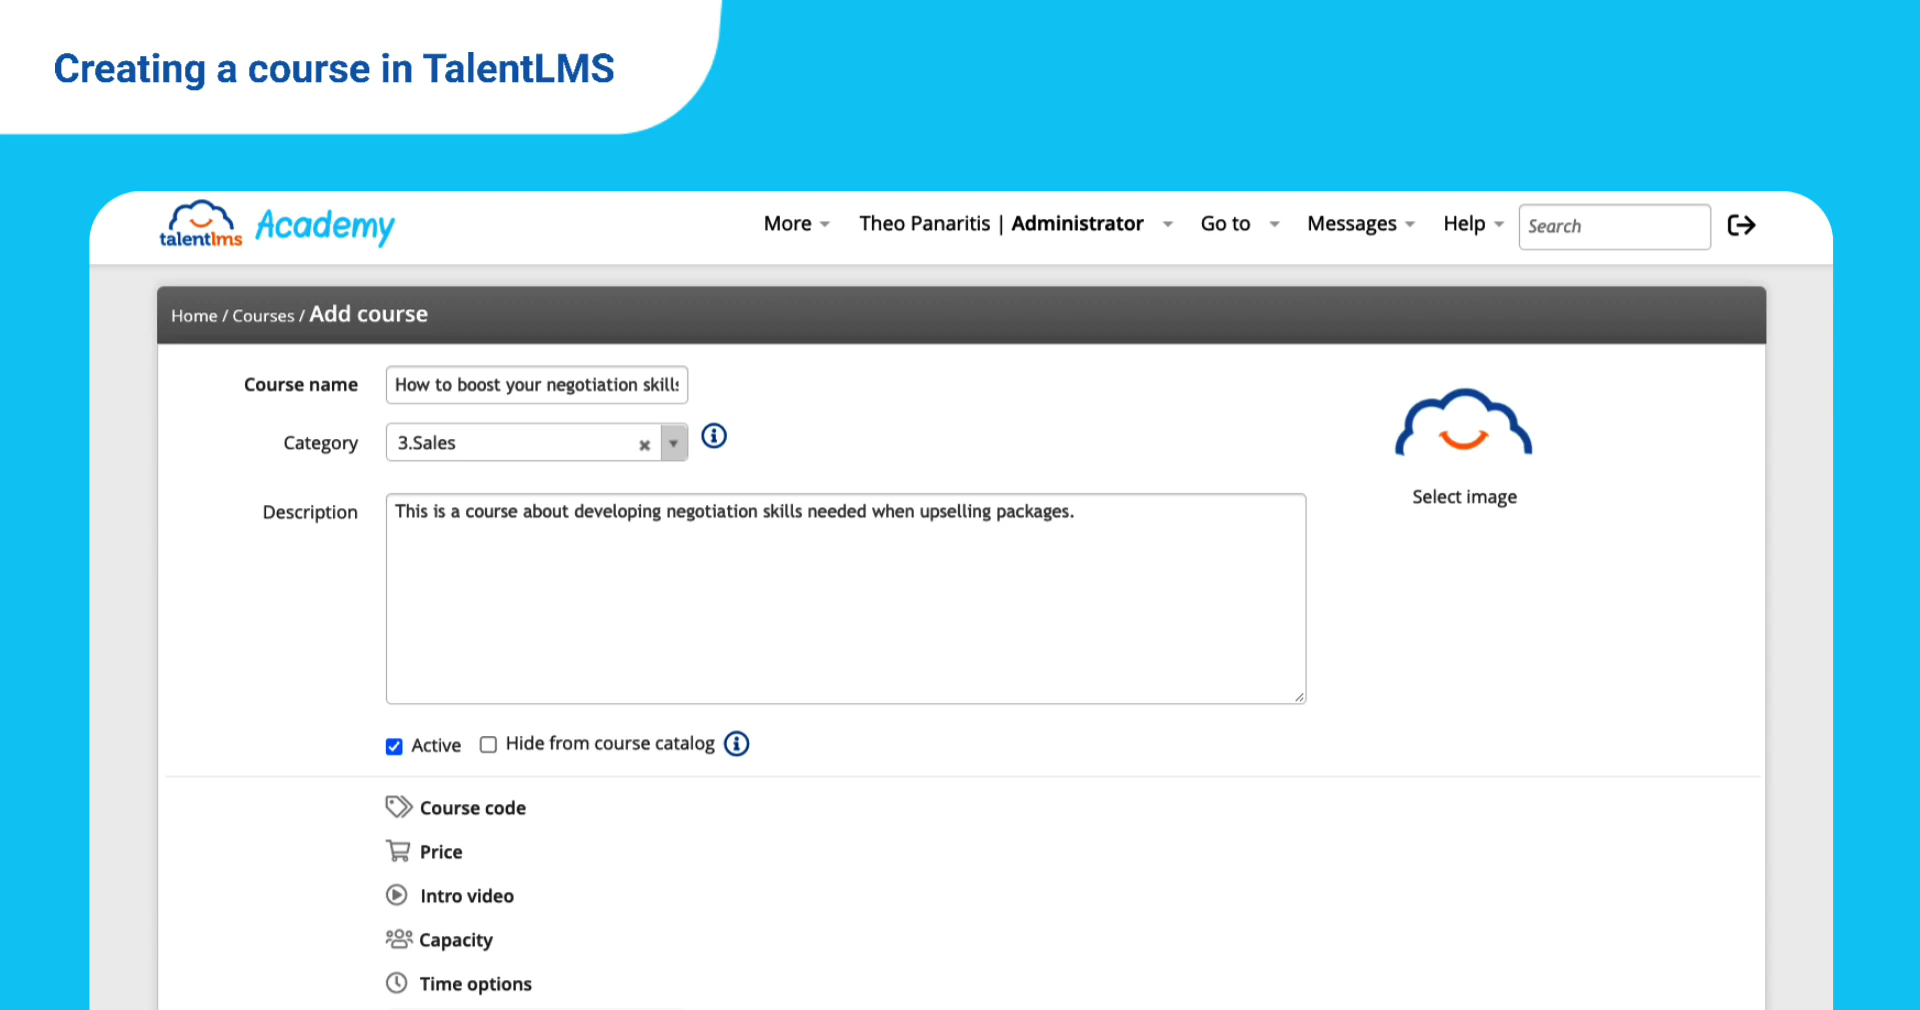 Creating a course in TalentLMS
talentlms Academy
More Theo Panaritis | Administrator Go to Messages Help Search
Home / Courses / Add course
Course name How to boost your negotiation skills
Category 3.Sales
Select image
Description This is a course about developing negotiation skills needed when upselling packages.
Active Hide from course catalog
Course code
Price
Intro video
Capacity
Time options